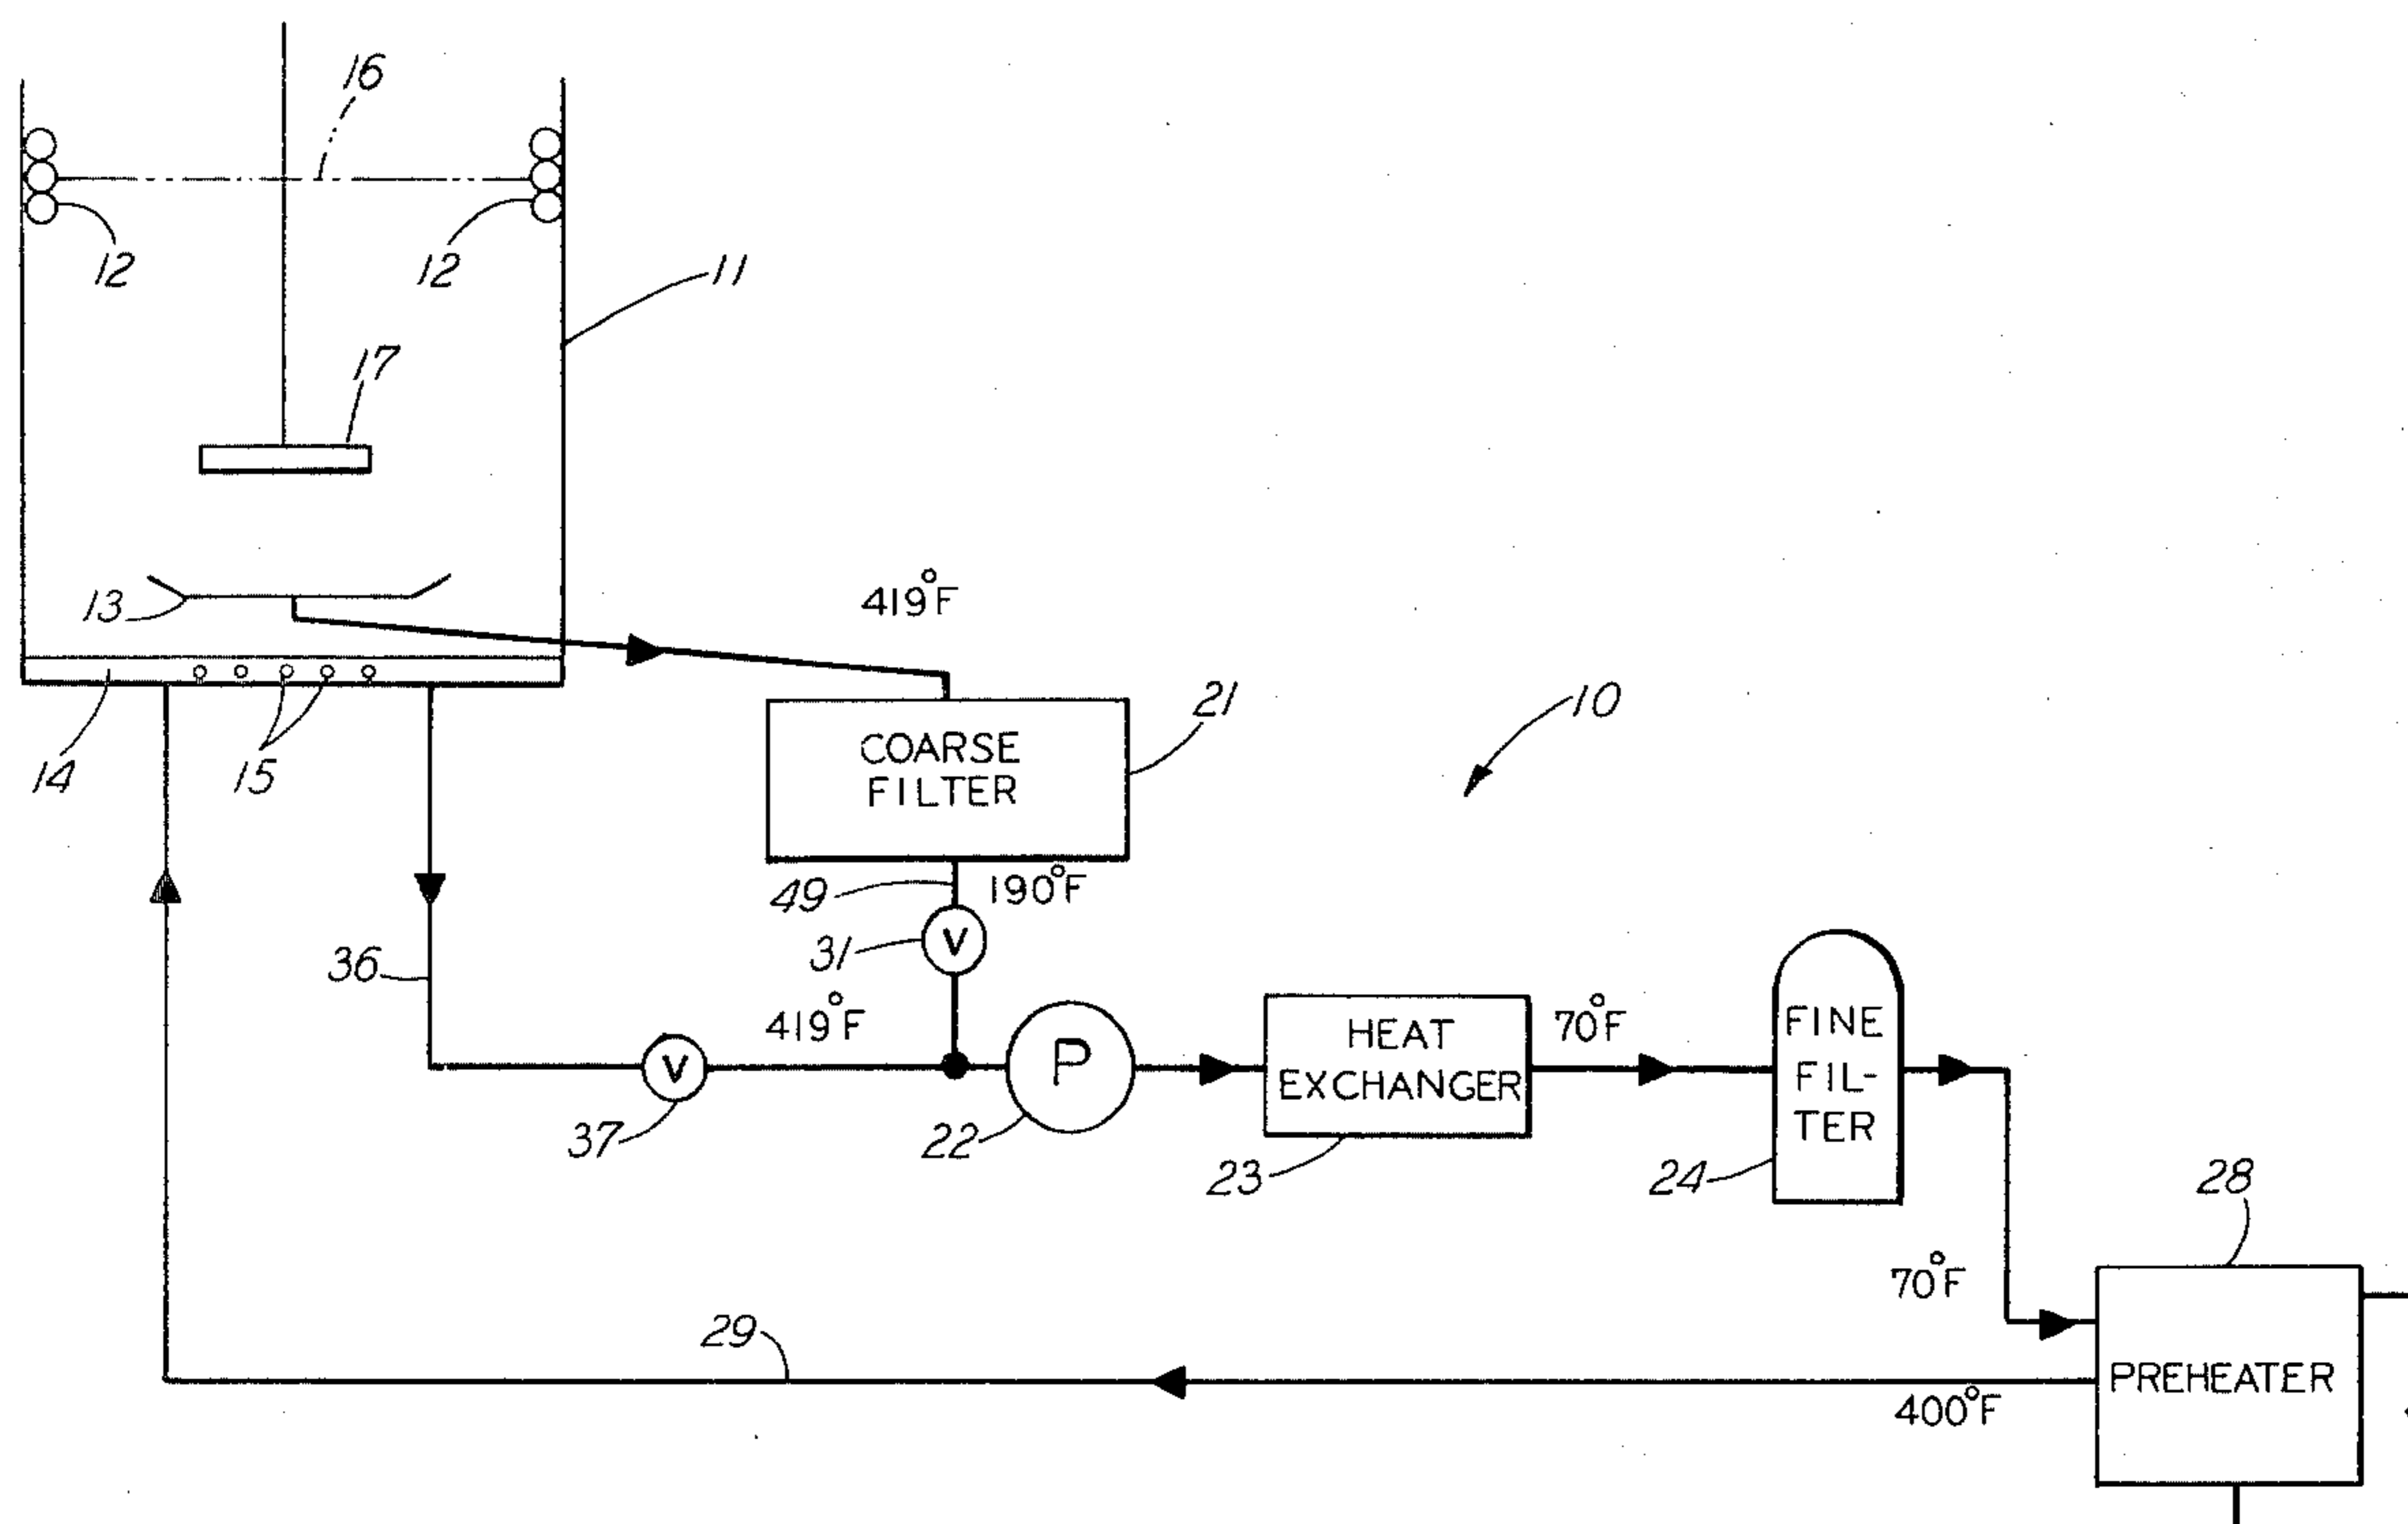 16
12
12
11
17
13
419°F
14
15
COARSE
FILTER
21
10
49
190°F
31
V
36
419°F
V
37
P
22
HEAT
EXCHANGER
23
70°F
FINE
FIL-
TER
24
28
70°F
29
PREHEATER
400°F